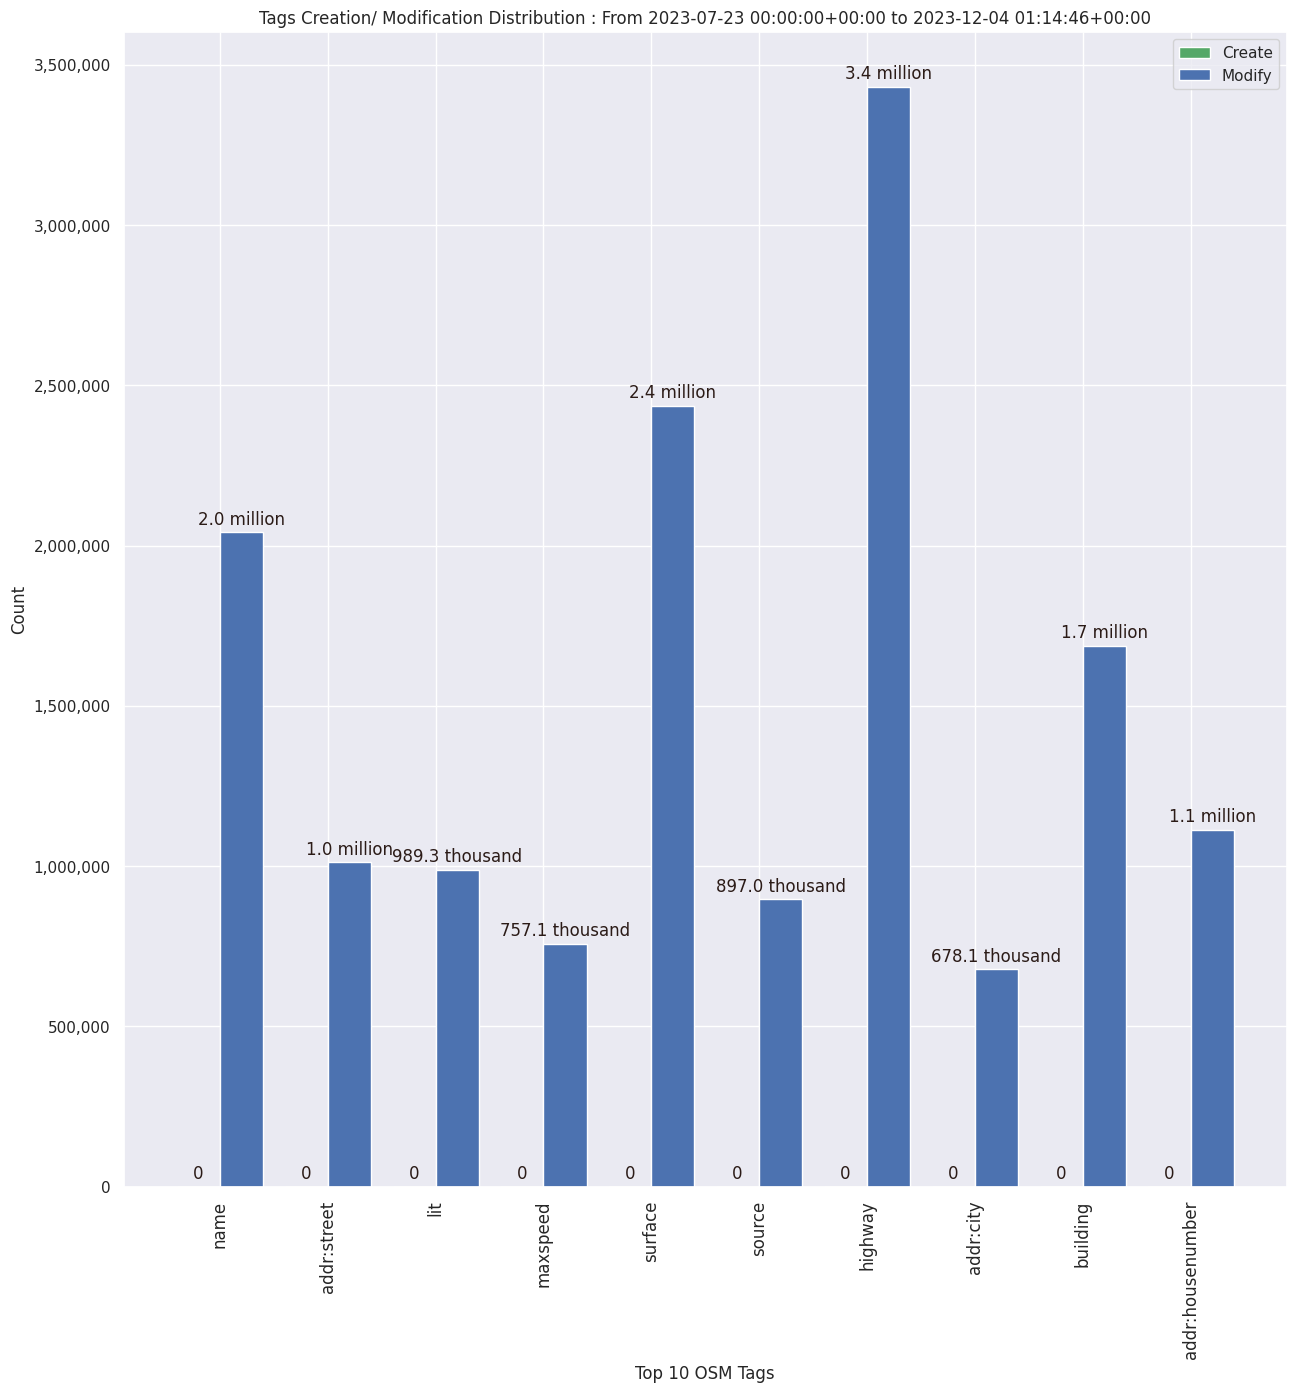 Tags Creation/ Modification Distribution : From 2023-07-23 00:00:00+00:00 to 2023-12-04 01:14:46+00:00
Create
Modify
Count
3,500,000
3,000,000
2,500,000
2,000,000
1,500,000
1,000,000
500,000
0
2.0 million
1.0 million
989.3 thousand
757.1 thousand
2.4 million
897.0 thousand
3.4 million
678.1 thousand
1.7 million
1.1 million
0
0
0
0
0
0
0
0
0
0
name
addr:street
lit
maxspeed
surface
source
highway
addr:city
building
addr:housenumber
Top 10 OSM Tags